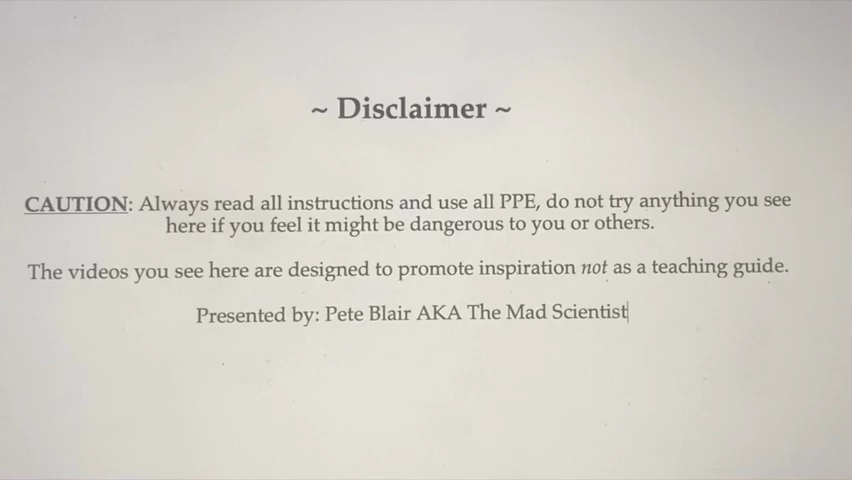 ~ Disclaimer ~
CAUTION: Always read all instructions and use all PPE, do not try anything you see
here if you feel it might be dangerous to you or others.
The videos you see here are designed to promote inspiration not as a teaching guide.
Presented by: Pete Blair AKA The Mad Scientist